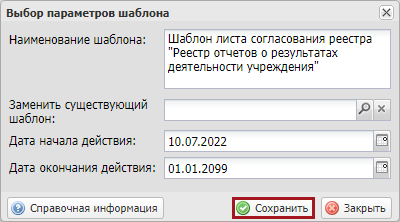 Выбор параметров шаблона
Наименование шаблона:
Шаблон листа согласования реестра
"Реестр отчетов о результатах
деятельности учреждения"
Заменить существующий
шаблон:
Дата начала действия:
10.07.2022
Дата окончания действия:
01.01.2099
Справочная информация
Сохранить
Закрыть